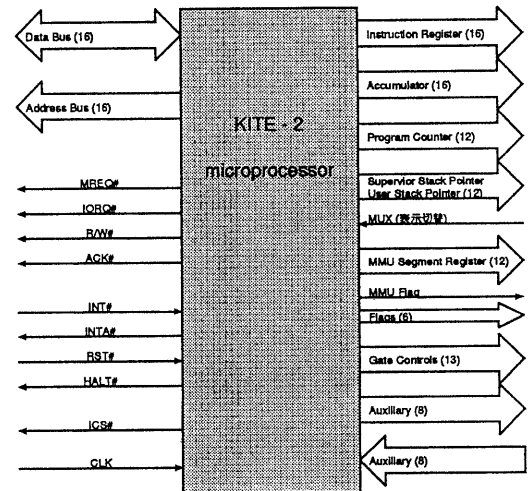 Data Bus (16)
Address Bus (16)
MREQ#
IORQ#
R/W#
ACK#
INT#
INTA#
RST#
HALT#
ICS#
CLK
KITE - 2
microprocessor
Instruction Register (16)
Accumulator (16)
Program Counter (12)
Supervior Stack Pointer
User Stack Pointer (12)
MUX (表示切替)
MMU Segment Register (12)
MMU Flag
Flags (6)
Gate Controls (13)
Auxiliary (8)
Auxiliary (8)